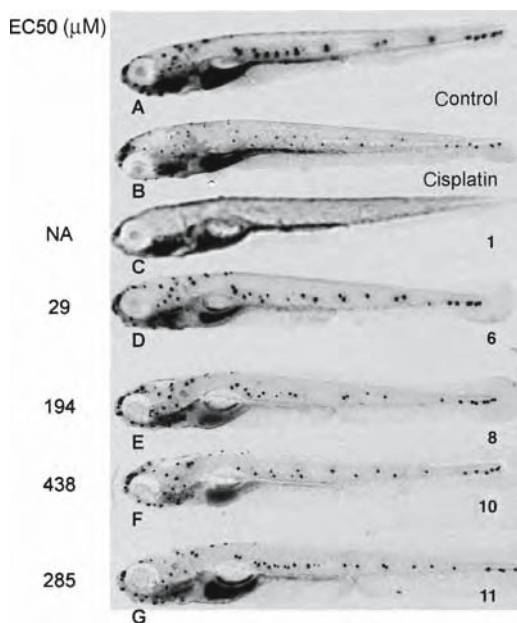 EC50 (μM)
A
Control
B
Cisplatin
NA
C
1
29
D
6
194
E
8
438
F
10
285
G
11